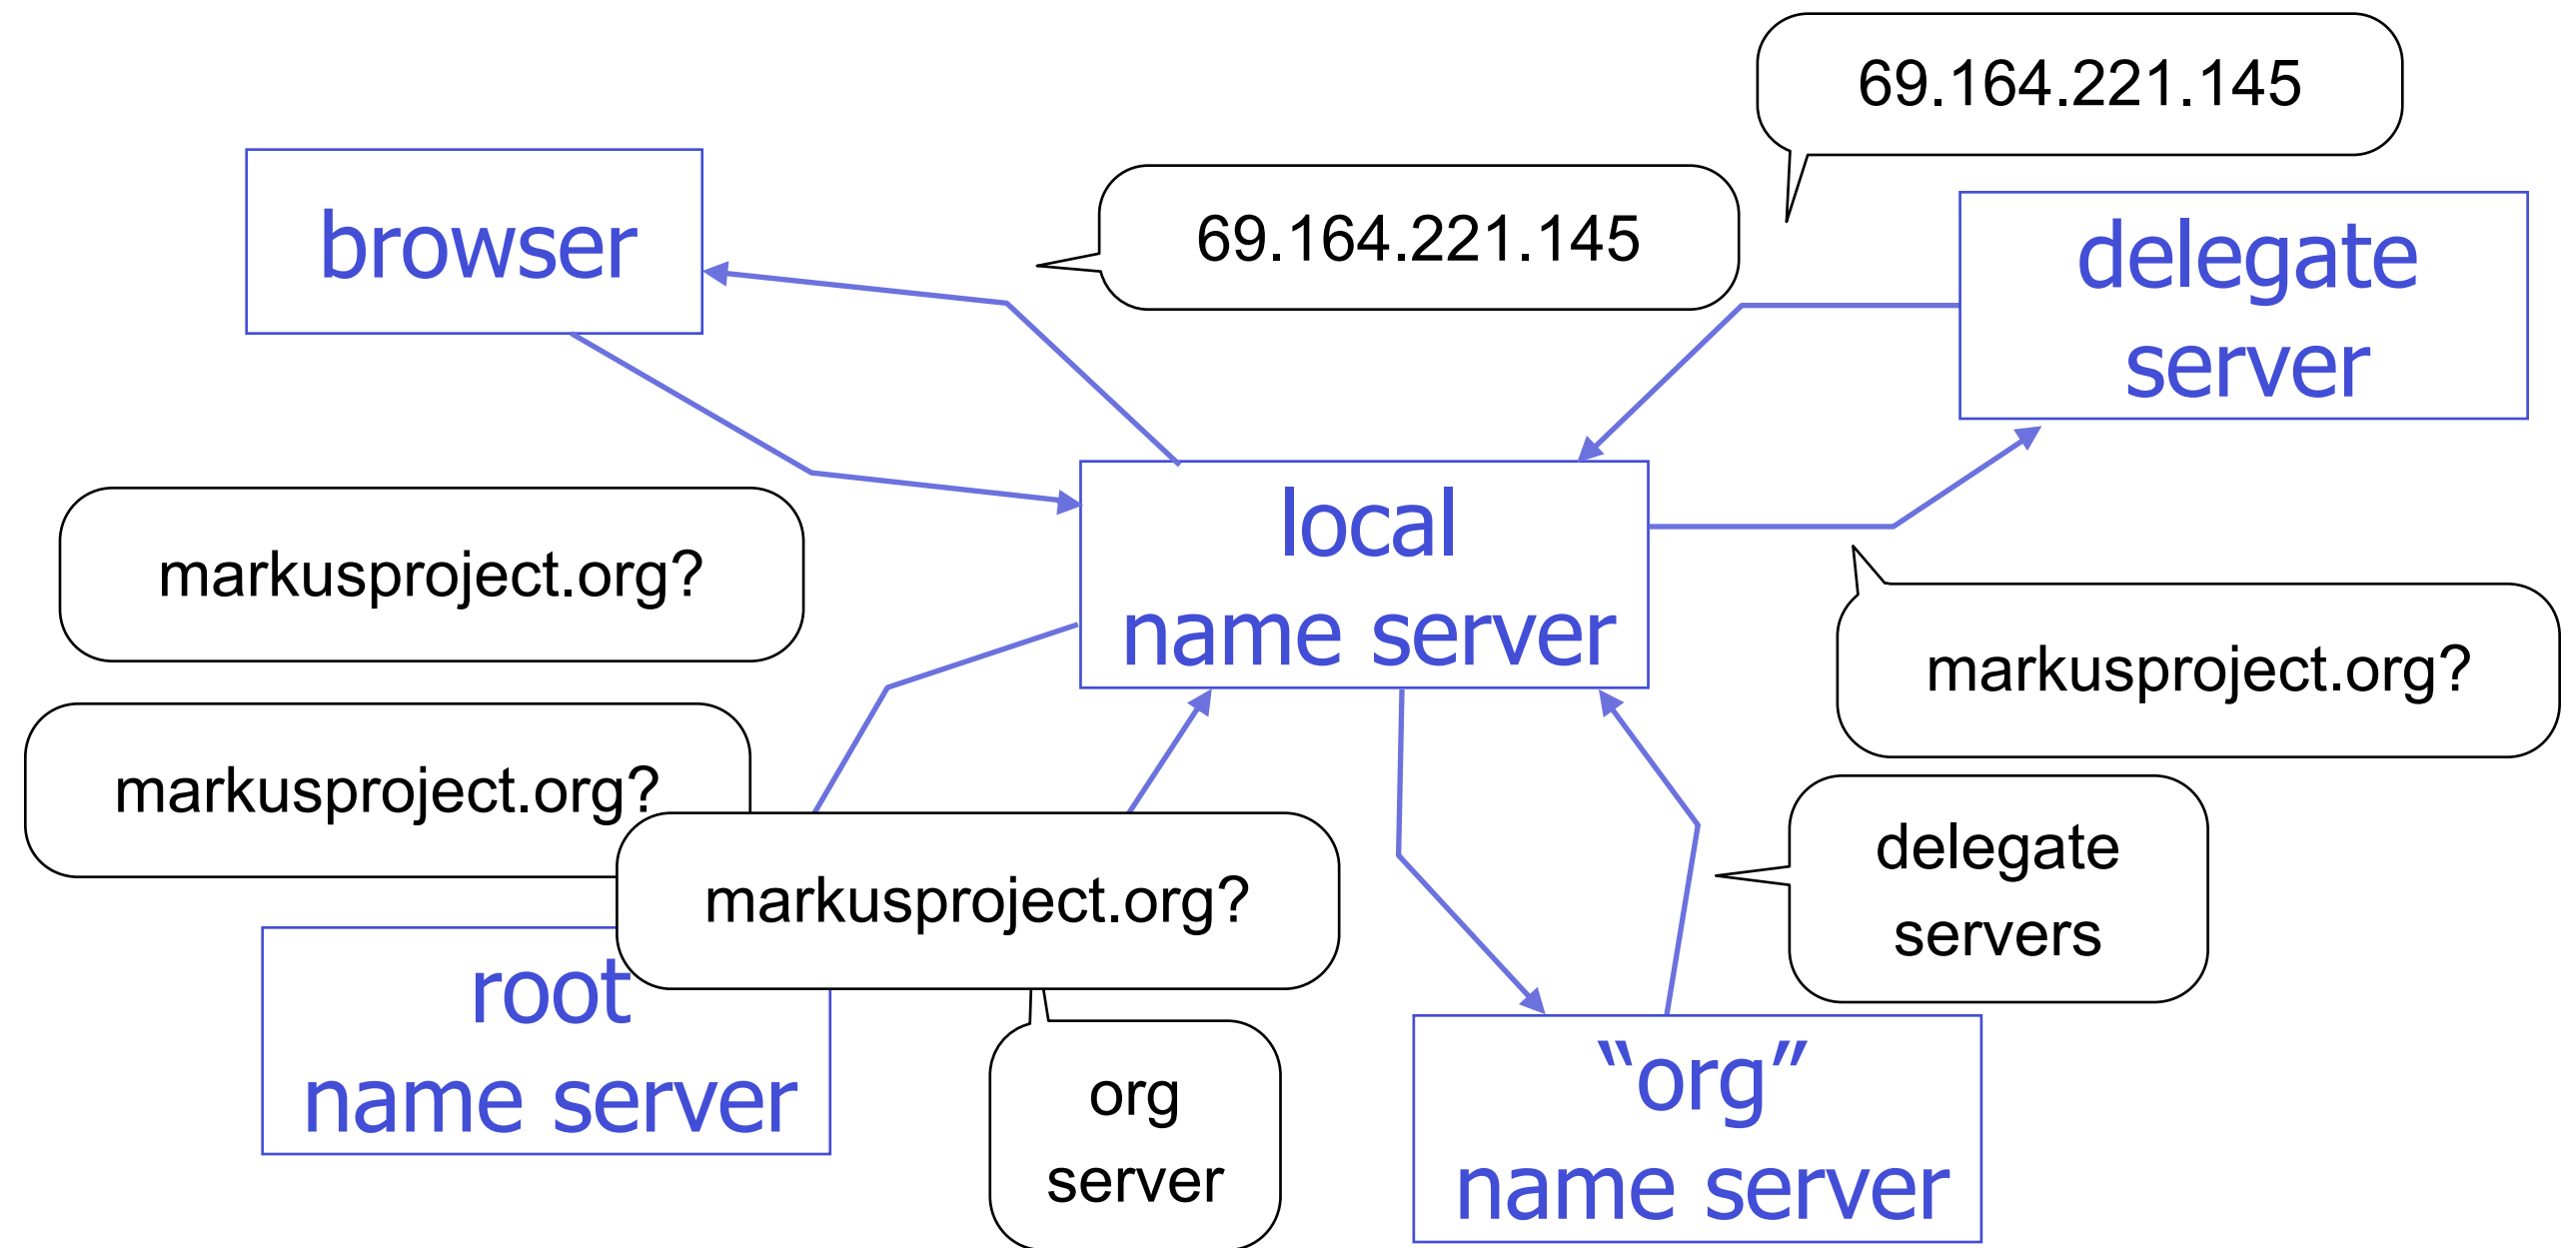 69.164.221.145
69.164.221.145
browser
delegate
server
local
name server
markusproject.org?
markusproject.org?
markusproject.org?
delegate
servers
markusproject.org?
root
name server
org
server
“org”
name server